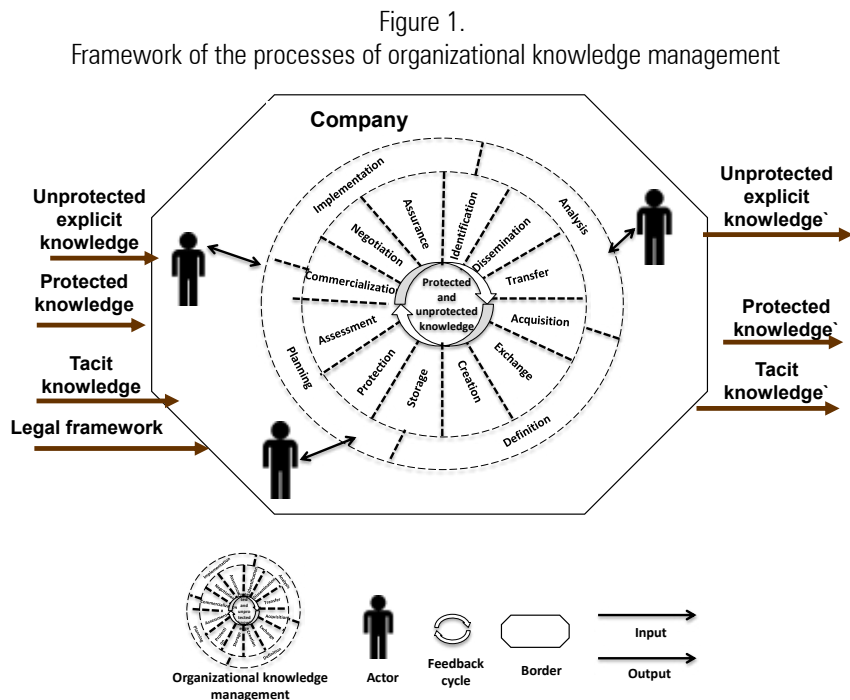 Figure 1.
Framework of the processes of organizational knowledge management
Company
Unprotected
explicit
knowledge
Protected
knowledge
Tacit
knowledge
Legal framework
Implementation
Analysis
Definition
Planning
Identification
Dissemination
Transfer
Acquisition
Exchange
Creation
Storage
Protection
Assessment
Commercializatio
Negotiation
Assurance
Protected
and
unprotected
knowledge
Unprotected
explicit
knowledge`
Protected
knowledge`
Tacit
knowledge`
Organizational knowledge
management
Actor
Feedback
cycle
Border
Input
Output